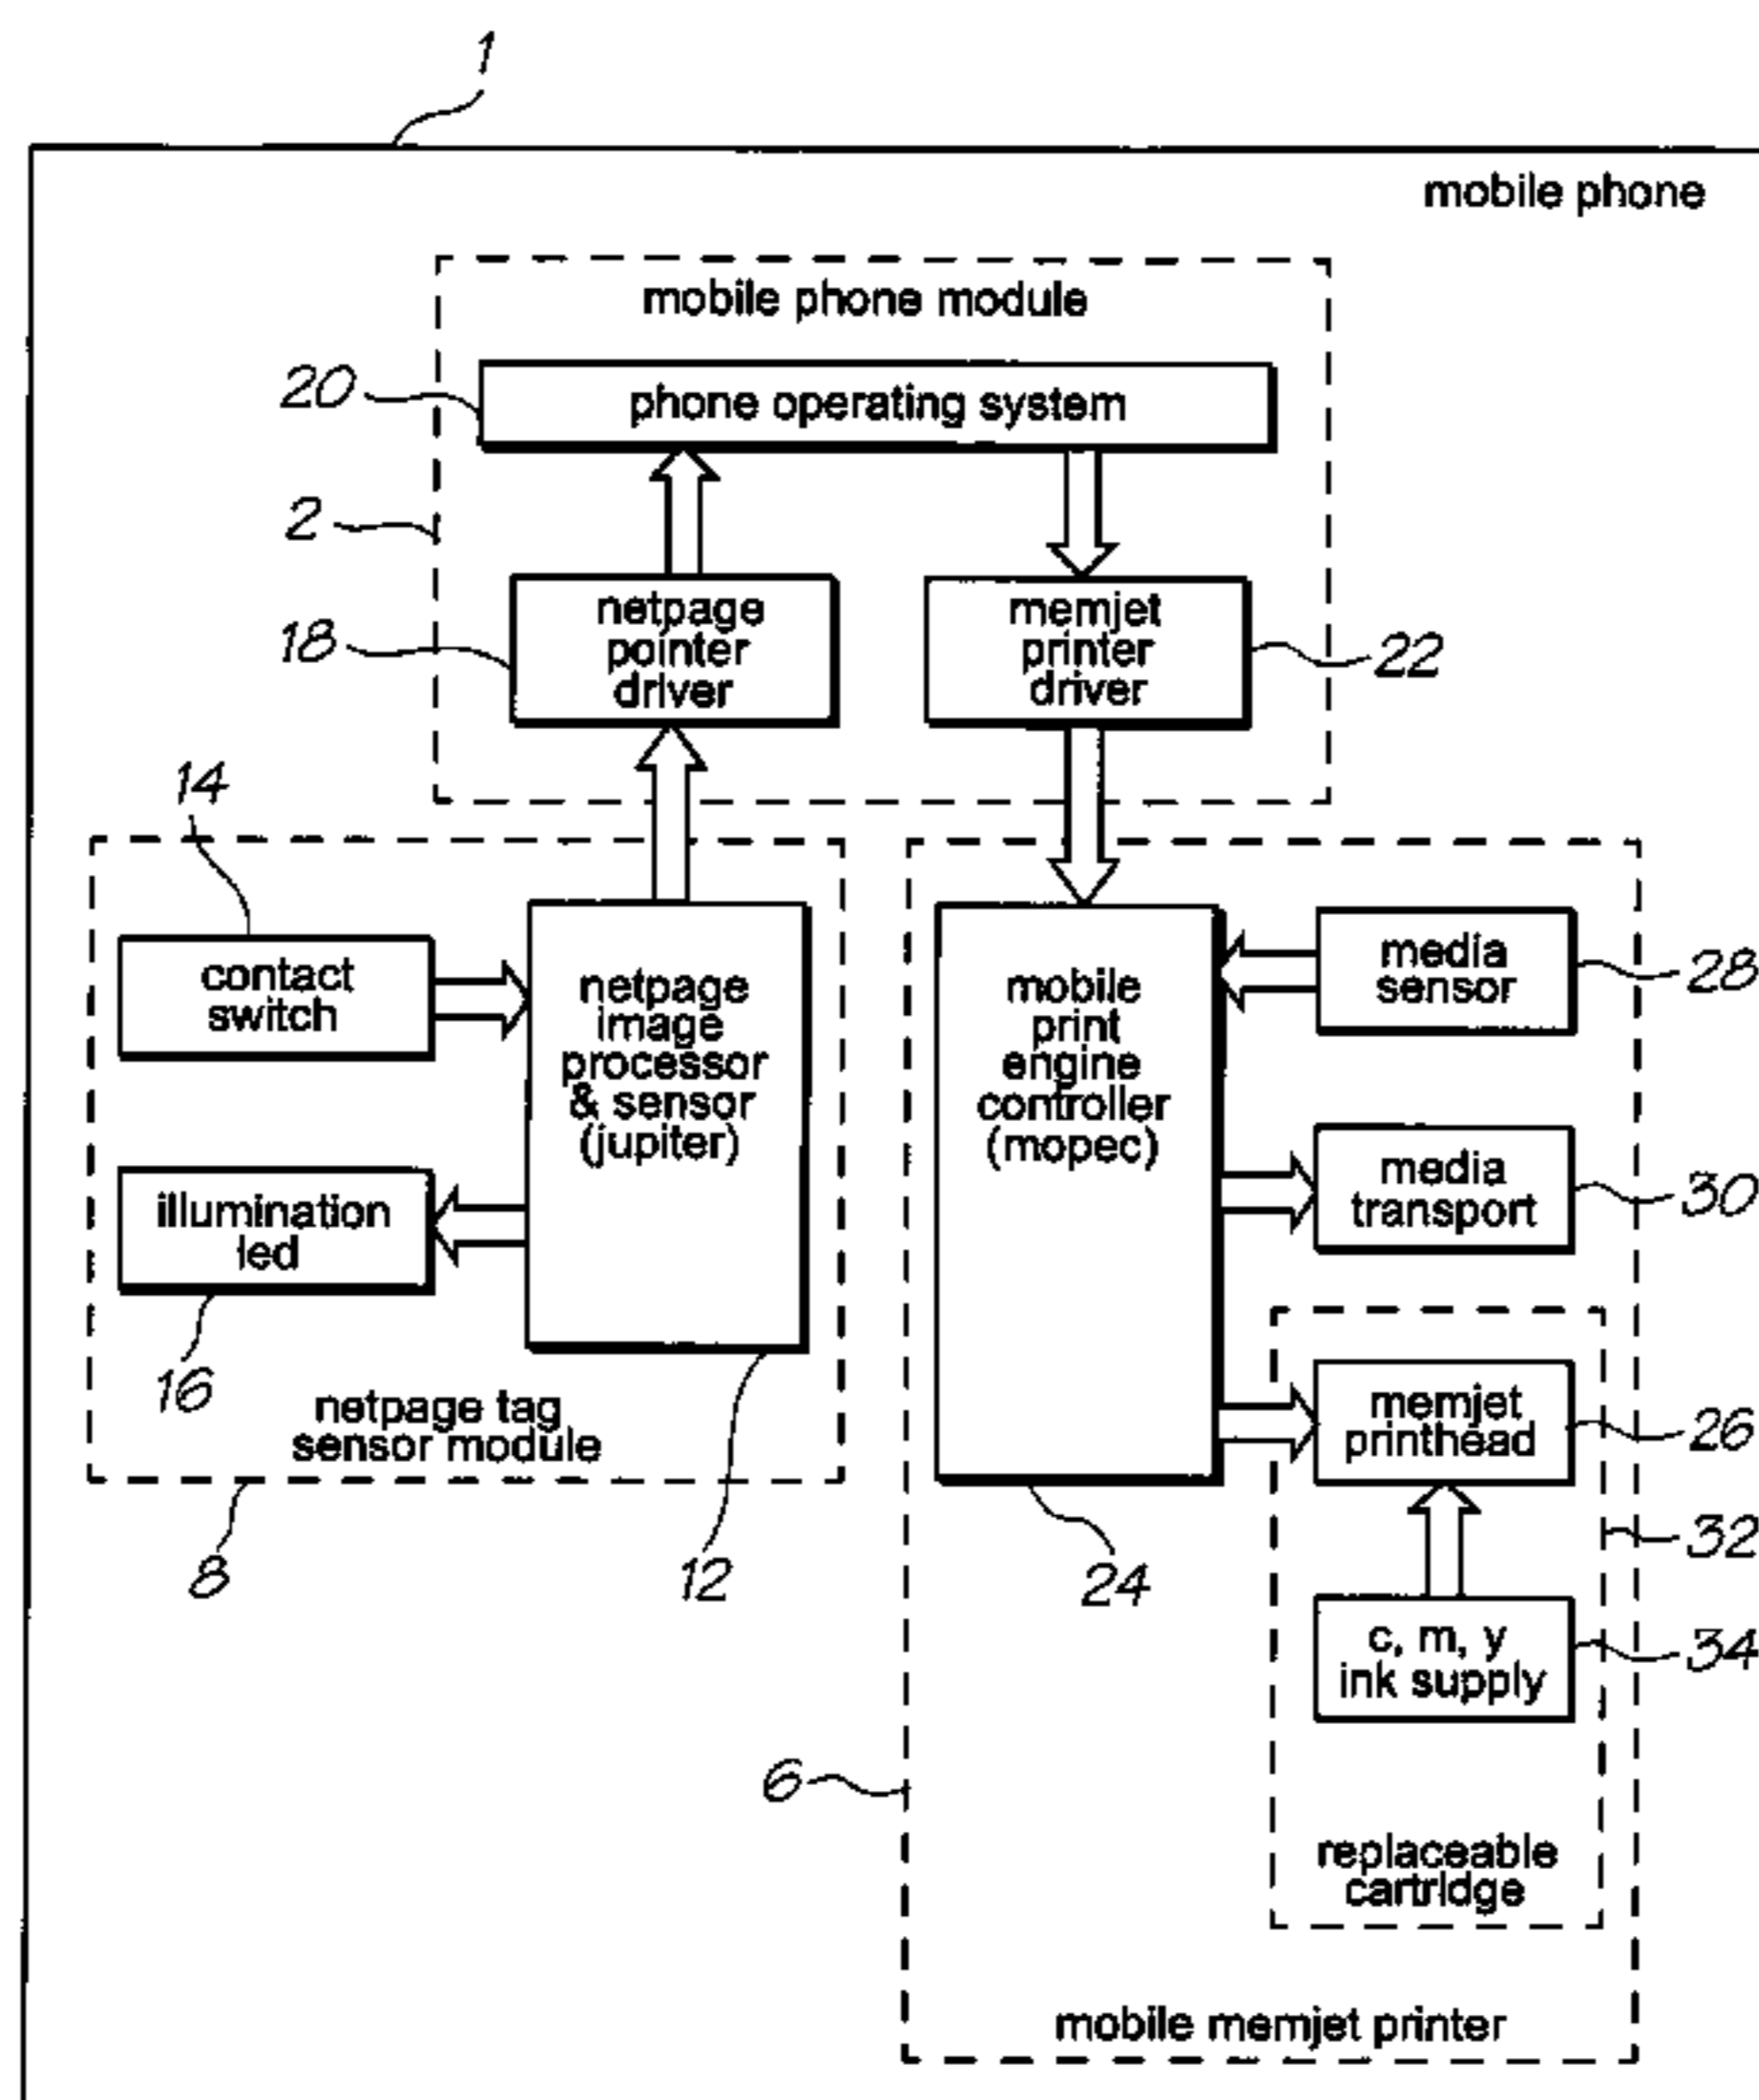 1
mobile phone
mobile phone module
20
phone operating system
2
18
netpage
pointer
driver
memjet
printer
driver
22
14
contact
switch
netpage
image
processor
& sensor
(jupiter)
illumination
led
16
netpage tag
sensor module
8
12
mobile
print
engine
controller
(mopec)
media
sensor
28
media
transport
30
memjet
printhead
26
24
32
c, m, y
ink supply
34
6
replaceable
cartridge
mobile memjet printer